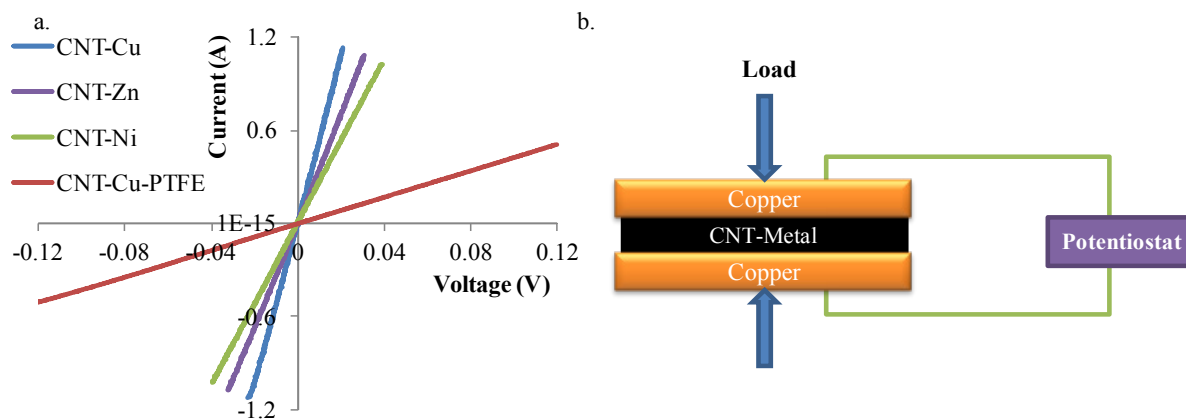 a.
CNT-Cu
CNT-Zn
CNT-Ni
CNT-Cu-PTFE
Current (A)
1.2
0.6
1E-15
-0.6
-1.2
-0.12
-0.08
-0.04
0
0.04
0.08
0.12
Voltage (V)
b.
Load
Copper
CNT-Metal
Copper
Potentiostat